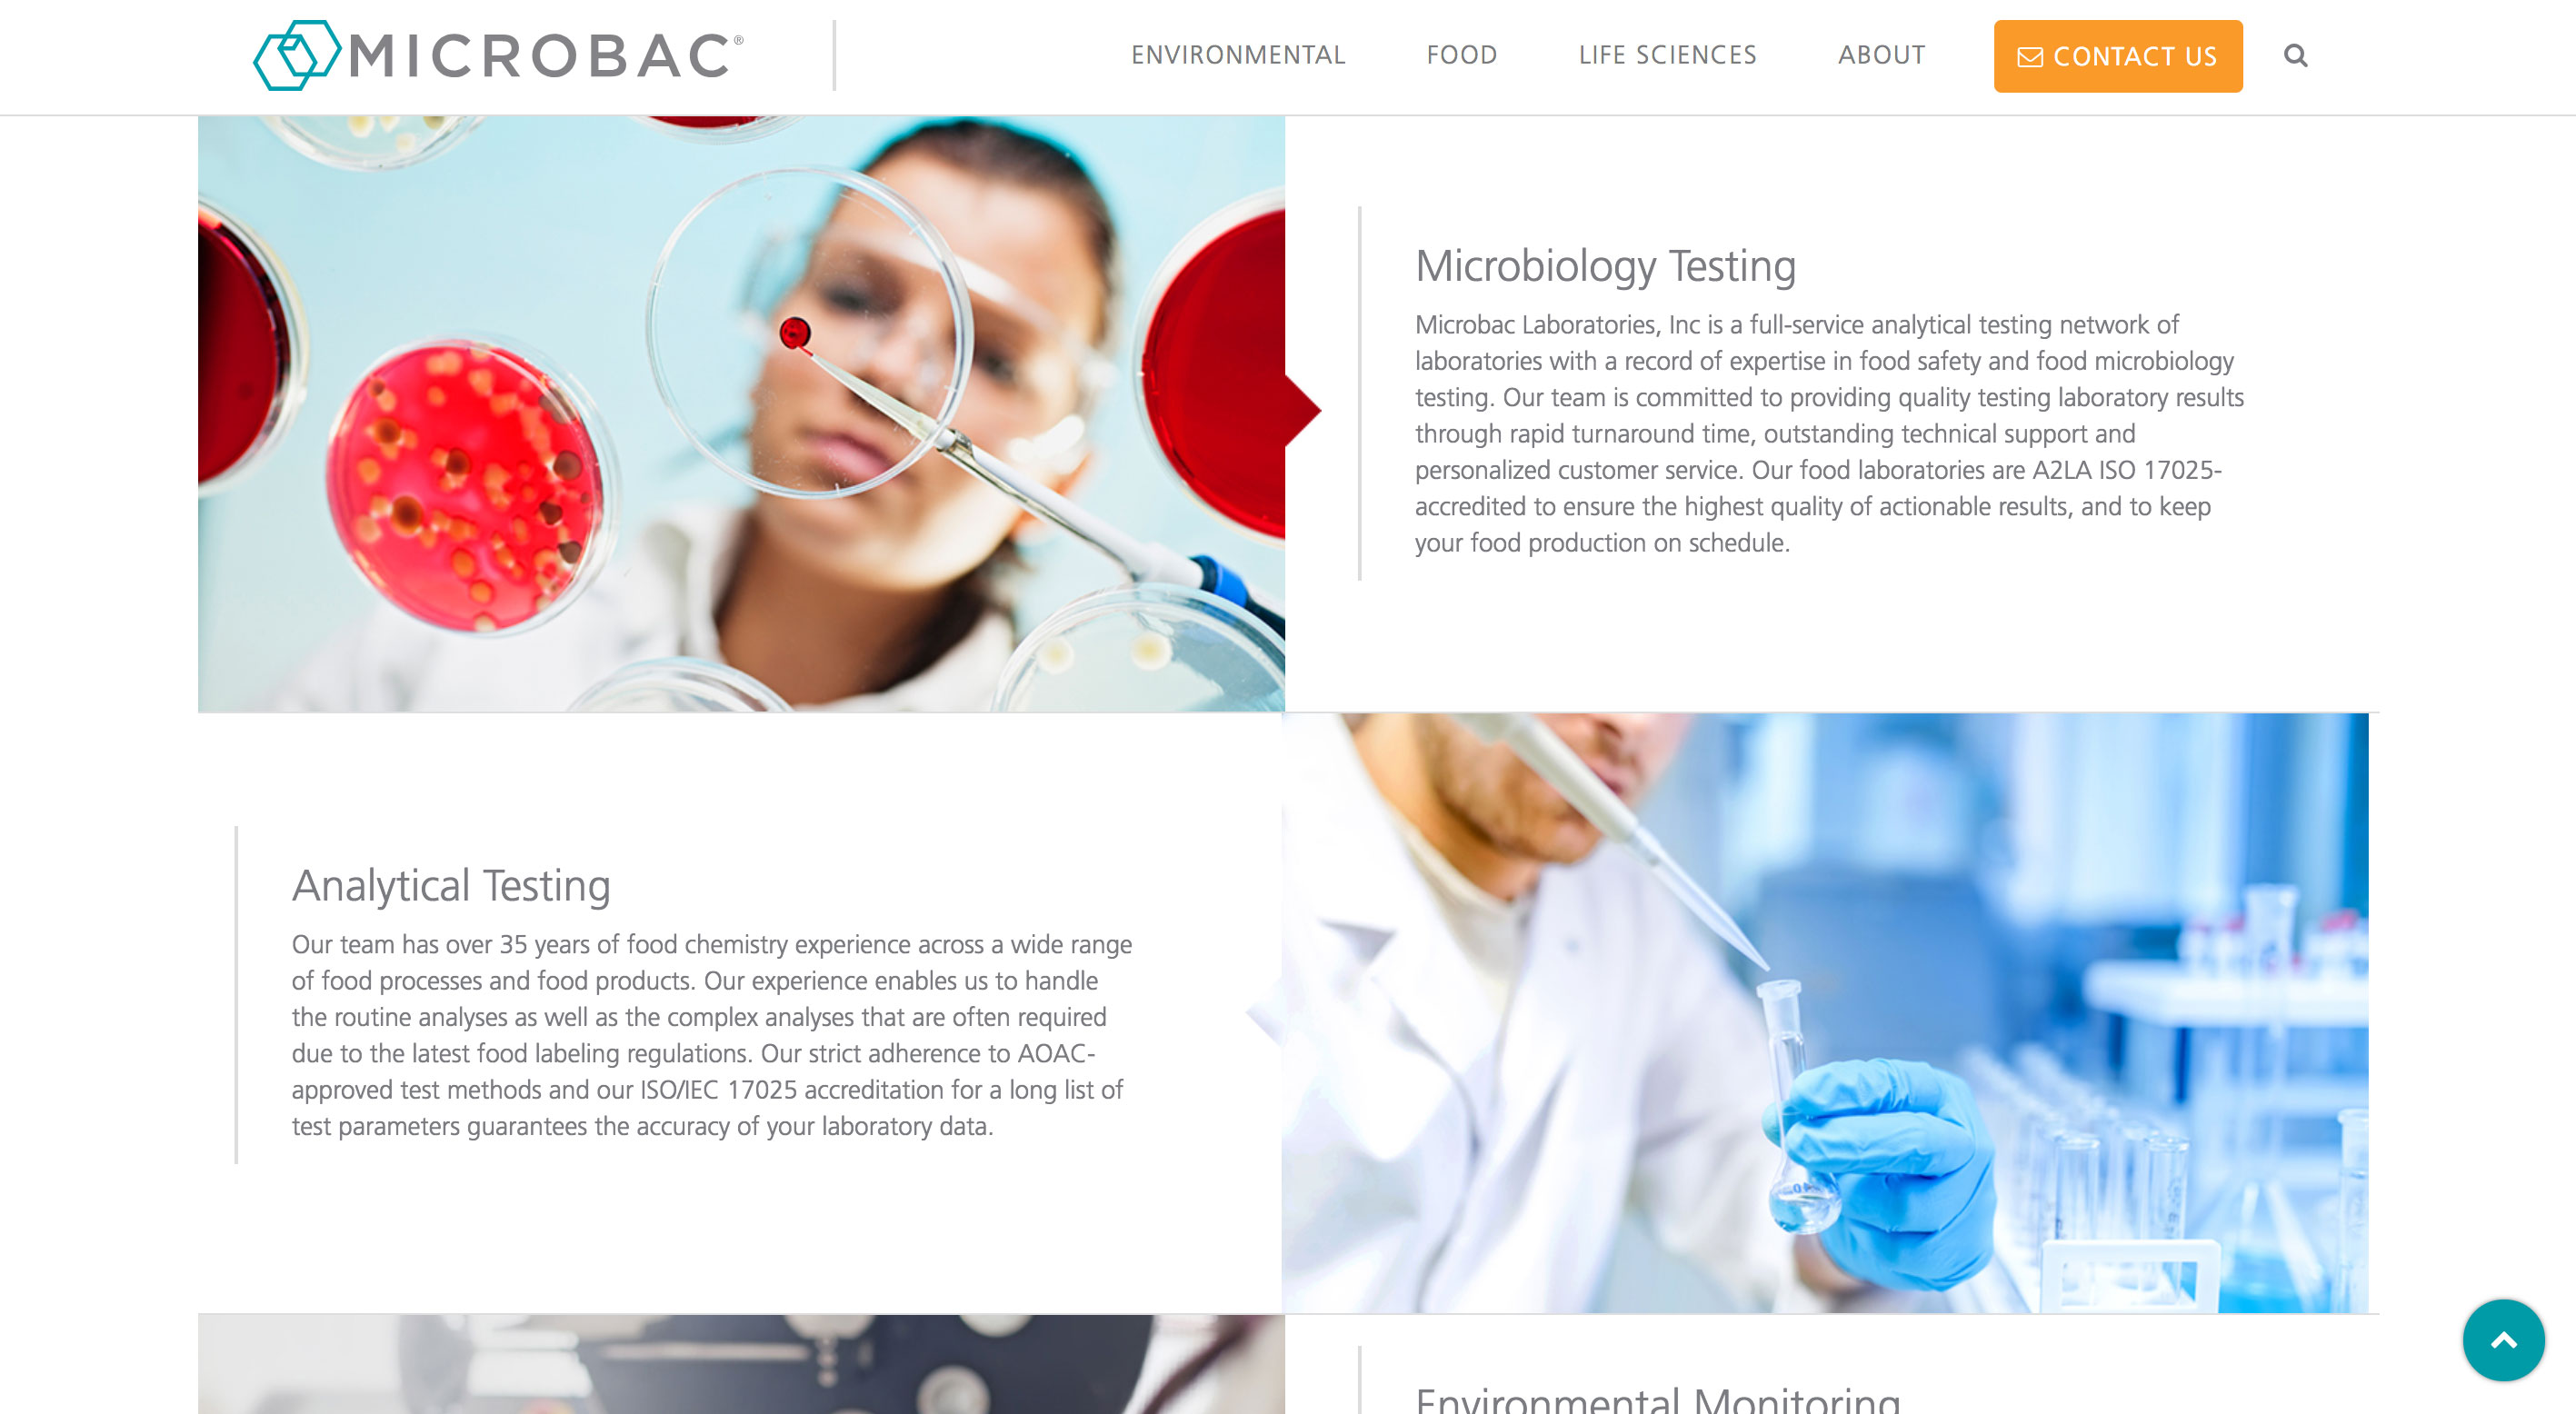 MICROBAC®
ENVIRONMENTAL
FOOD
LIFE SCIENCES
ABOUT
CONTACT US
Microbiology Testing
Microbac Laboratories, Inc is a full-service analytical testing network of
laboratories with a record of expertise in food safety and food microbiology
testing. Our team is committed to providing quality testing laboratory results
through rapid turnaround time, outstanding technical support and
personalized customer service. Our food laboratories are A2LA ISO 17025-
accredited to ensure the highest quality of actionable results, and to keep
your food production on schedule.
Analytical Testing
Our team has over 35 years of food chemistry experience across a wide range
of food processes and food products. Our experience enables us to handle
the routine analyses as well as the complex analyses that are often required
due to the latest food labeling regulations. Our strict adherence to AOAC-
approved test methods and our ISO/IEC 17025 accreditation for a long list of
test parameters guarantees the accuracy of your laboratory data.
40
Environmental Monitoring